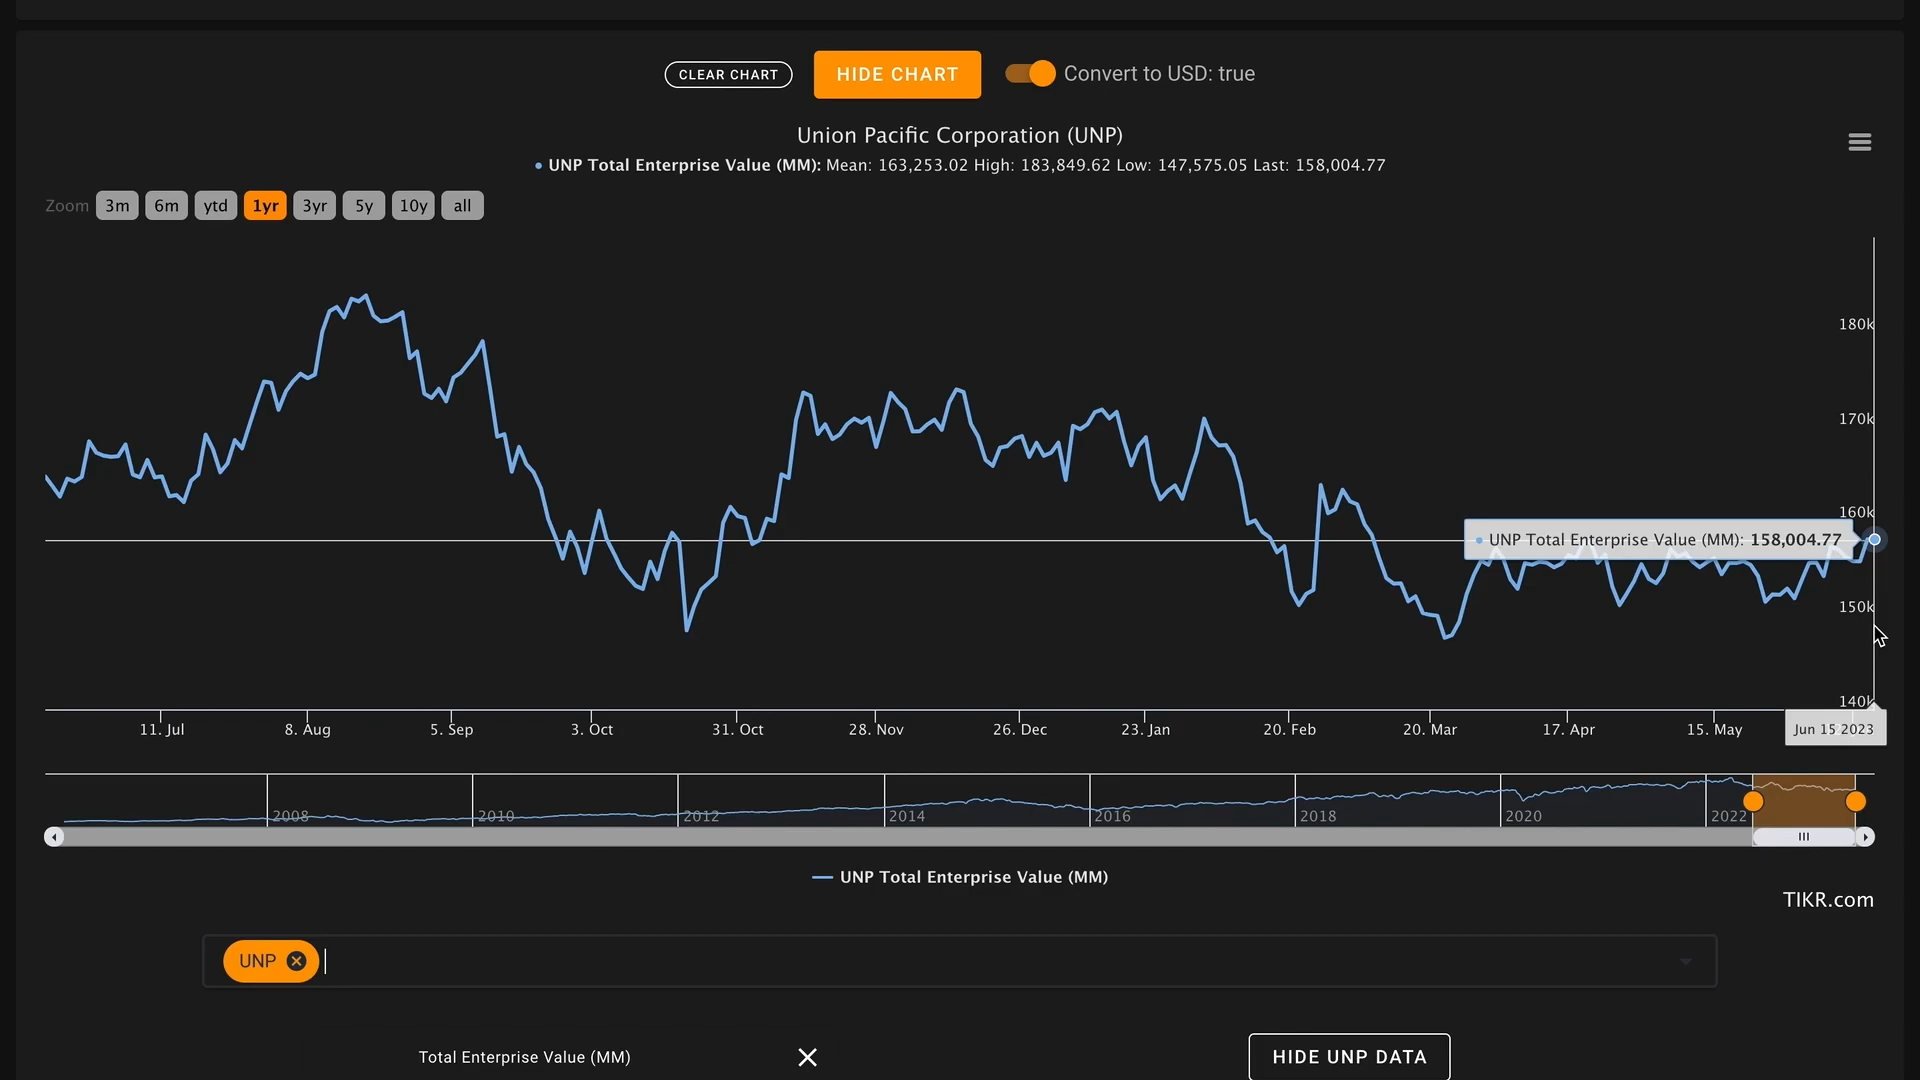 CLEAR CHART
HIDE CHART
Convert to USD: true
Union Pacific Corporation (UNP)
UNP Total Enterprise Value (MM): Mean: 163,253.02 High: 183,849.62 Low: 147,575.05 Last: 158,004.77
Zoom 3m 6m ytd 1yr 3yr 5y 10y all
180k
170k
160k
UNP Total Enterprise Value (MM): 158,004.77
150k
140k
11. Jul 8. Aug 5. Sep 3. Oct 31. Oct 28. Nov 26. Dec 23. Jan 20. Feb 20. Mar 17. Apr 15. May Jun 15 2023
2008 2010 2012 2014 2016 2018 2020 2022
UNP Total Enterprise Value (MM)
TIKR.com
UNP
Total Enterprise Value (MM)
HIDE UNP DATA